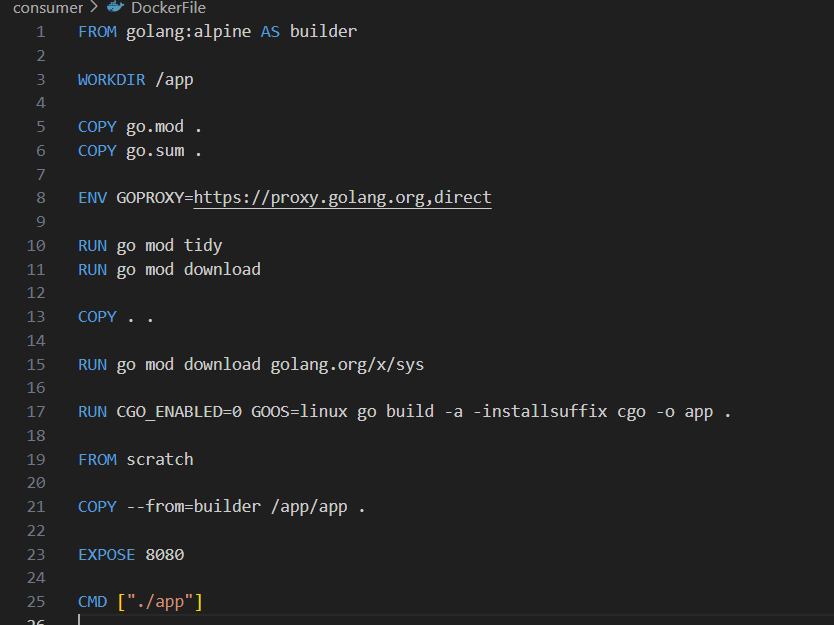 consumer > DockerFile
1 FROM golang:alpine AS builder
2
3 WORKDIR /app
4
5 COPY go.mod .
6 COPY go.sum .
7
8 ENV GOPROXY=https://proxy.golang.org,direct
9
10 RUN go mod tidy
11 RUN go mod download
12
13 COPY . .
14
15 RUN go mod download golang.org/x/sys
16
17 RUN CGO_ENABLED=0 GOOS=linux go build -a -installsuffix cgo -o app .
18
19 FROM scratch
20
21 COPY --from=builder /app/app .
22
23 EXPOSE 8080
24
25 CMD ["./app"]
26